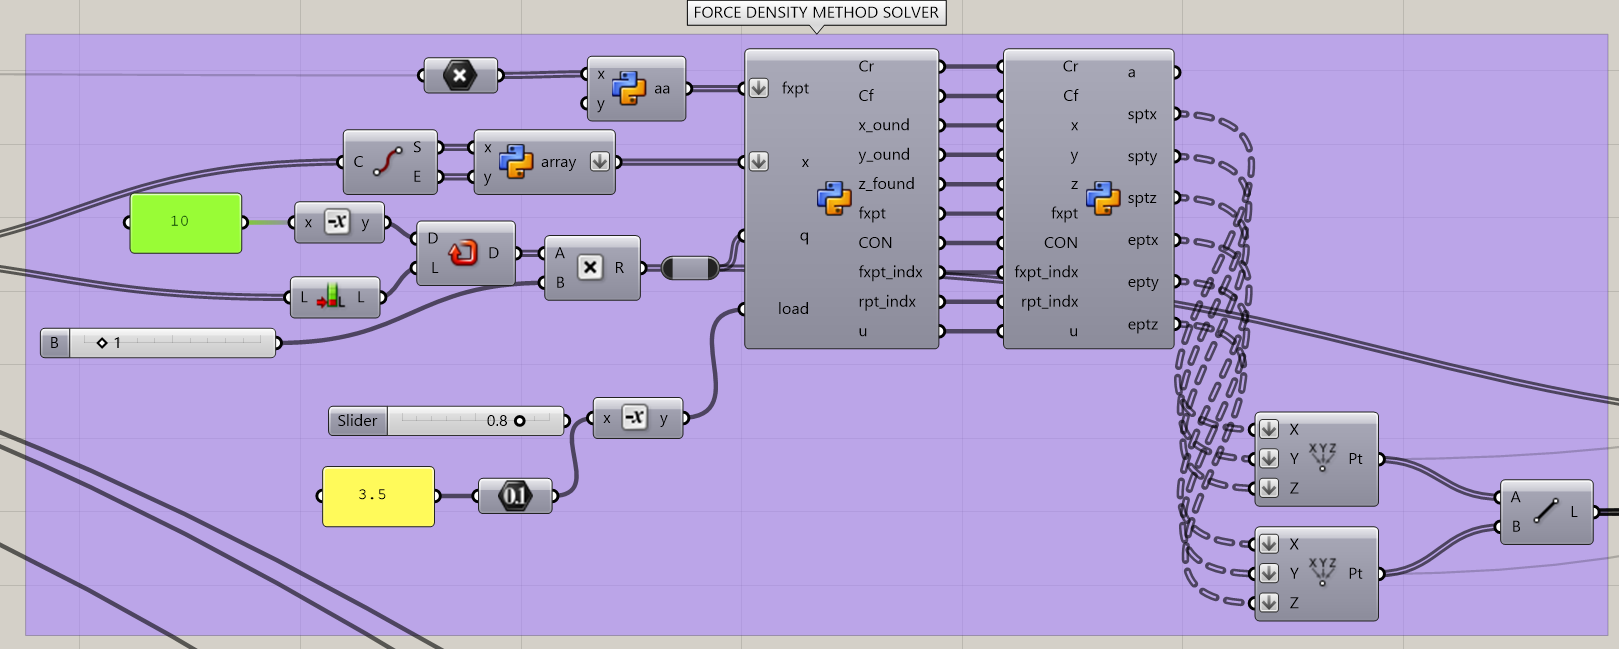 FORCE DENSITY METHOD SOLVER
x
y
aa
C
S
E
x
y
array
10
x
-x
y
D
L
D
L
L
L
A
B
R
B
1
Slider
0.8
x
-x
y
3.5
0.1
fxpt
x
q
load
Cr
Cf
x_ound
y_ound
z_found
fxpt
CON
fxpt_indx
rpt_indx
u
Cr
Cf
x
y
z
fxpt
CON
fxpt_indx
rpt_indx
u
a
sptx
spty
sptz
eptx
epty
eptz
X
Y
Z
XYZ
Pt
X
Y
Z
XYZ
Pt
A
B
L